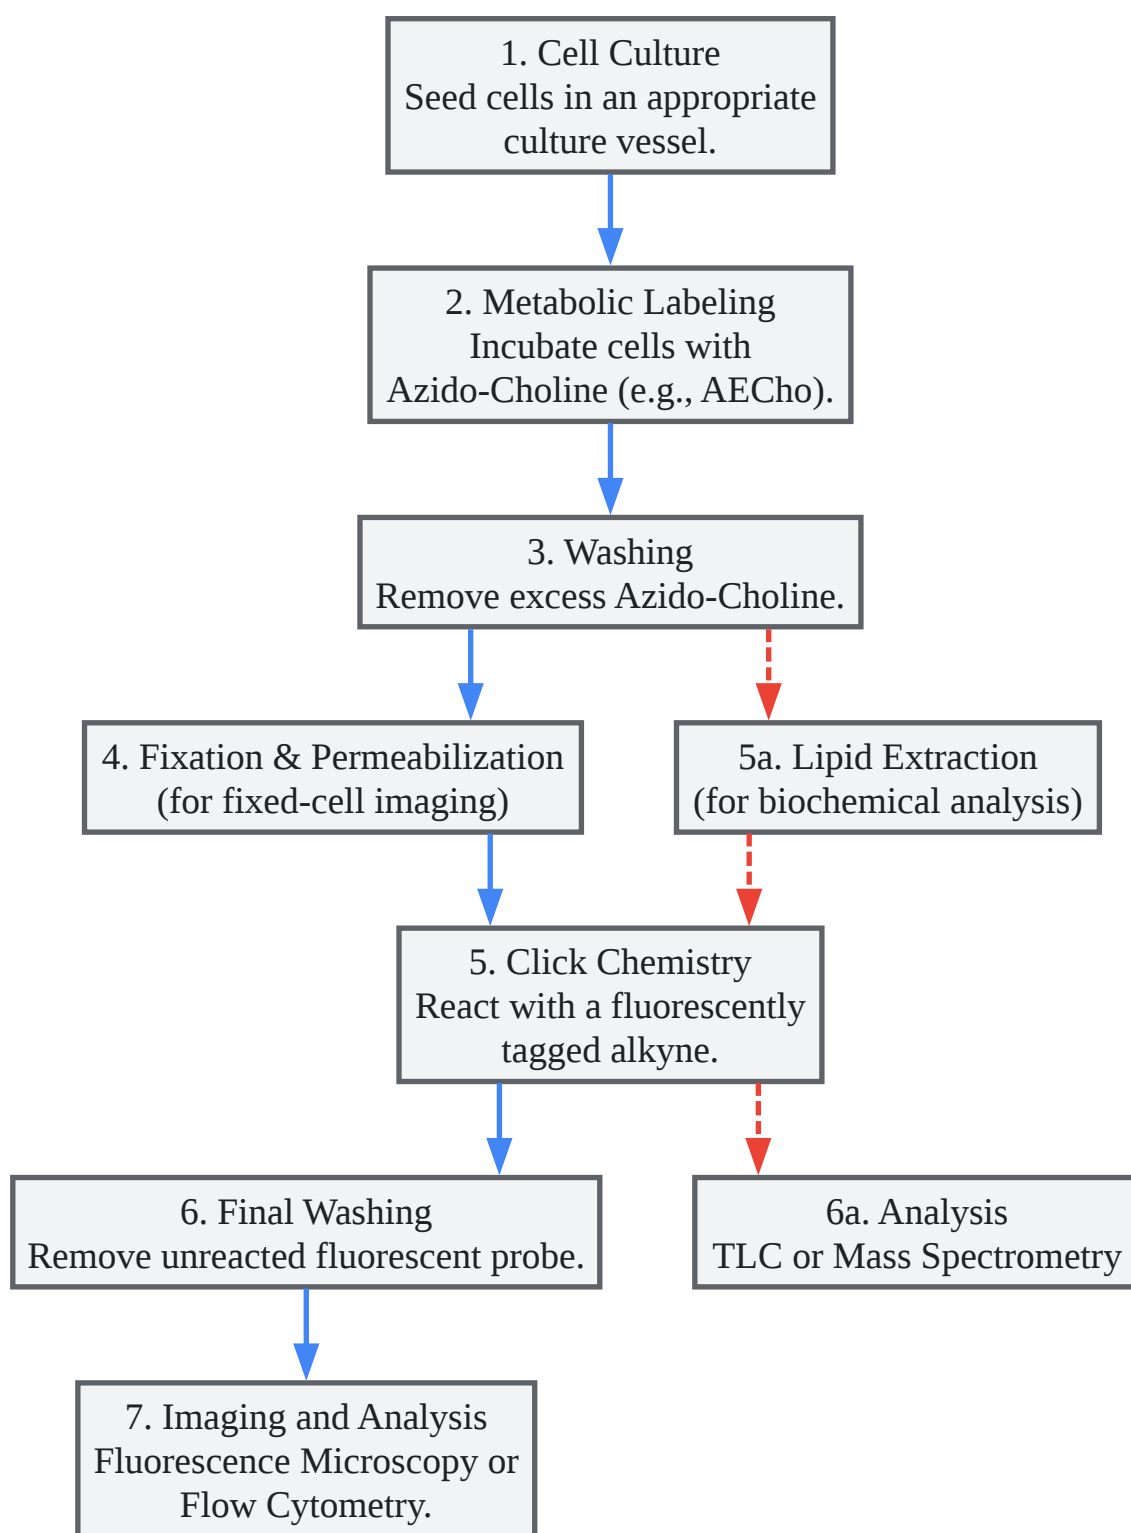 1. Cell Culture
Seed cells in an appropriate
culture vessel.
2. Metabolic Labeling
Incubate cells with
Azido-Choline (e.g., AECho).
3. Washing
Remove excess Azido-Choline.
4. Fixation & Permeabilization
(for fixed-cell imaging)
5a. Lipid Extraction
(for biochemical analysis)
5. Click Chemistry
React with a fluorescently
tagged alkyne.
6. Final Washing
Remove unreacted fluorescent probe.
6a. Analysis
TLC or Mass Spectrometry
7. Imaging and Analysis
Fluorescence Microscopy or
Flow Cytometry.